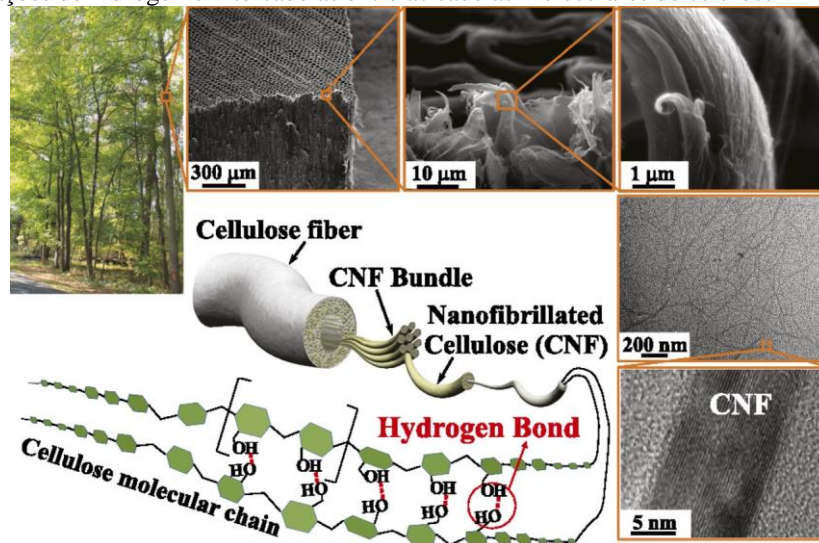 300 μm
10 μm
1 μm
Cellulose fiber
CNF Bundle
Nanofibrillated
Cellulose (CNF)
200 nm
CNF
5 nm
Hydrogen Bond
Cellulose molecular chain
OH
OH
OH
OH
OH
HO
HO
HO
HO
HO